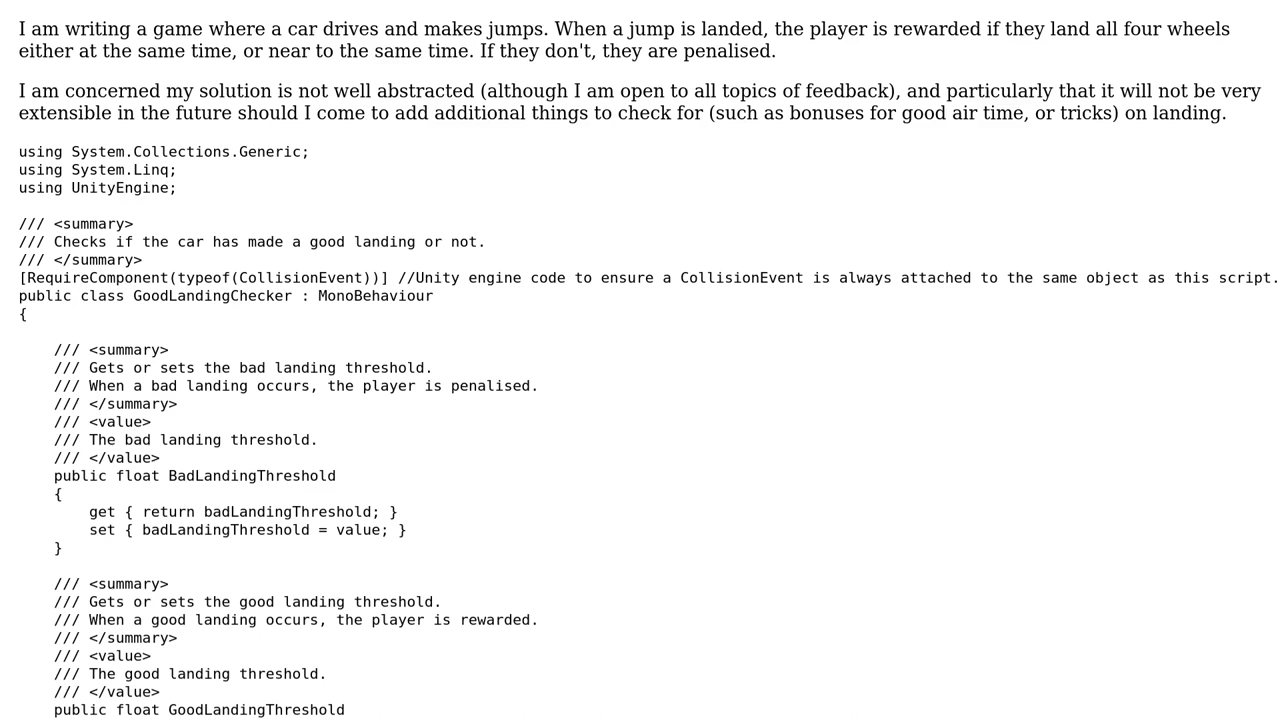 I am writing a game where a car drives and makes jumps. When a jump is landed, the player is rewarded if they land all four wheels
either at the same time, or near to the same time. If they don't, they are penalised.
I am concerned my solution is not well abstracted (although I am open to all topics of feedback), and particularly that it will not be very
extensible in the future should I come to add additional things to check for (such as bonuses for good air time, or tricks) on landing.
using System.Collections.Generic;
using System.Linq;
using UnityEngine;
/// <summary>
/// Checks if the car has made a good landing or not.
/// </summary>
[RequireComponent(typeof(CollisionEvent))] //Unity engine code to ensure a CollisionEvent is always attached to the same object as this script.
public class GoodLandingChecker : MonoBehaviour
{
    /// <summary>
    /// Gets or sets the bad landing threshold.
    /// When a bad landing occurs, the player is penalised.
    /// </summary>
    /// <value>
    /// The bad landing threshold.
    /// </value>
    public float BadLandingThreshold
    {
        get { return badLandingThreshold; }
        set { badLandingThreshold = value; }
    }
    /// <summary>
    /// Gets or sets the good landing threshold.
    /// When a good landing occurs, the player is rewarded.
    /// </summary>
    /// <value>
    /// The good landing threshold.
    /// </value>
    public float GoodLandingThreshold